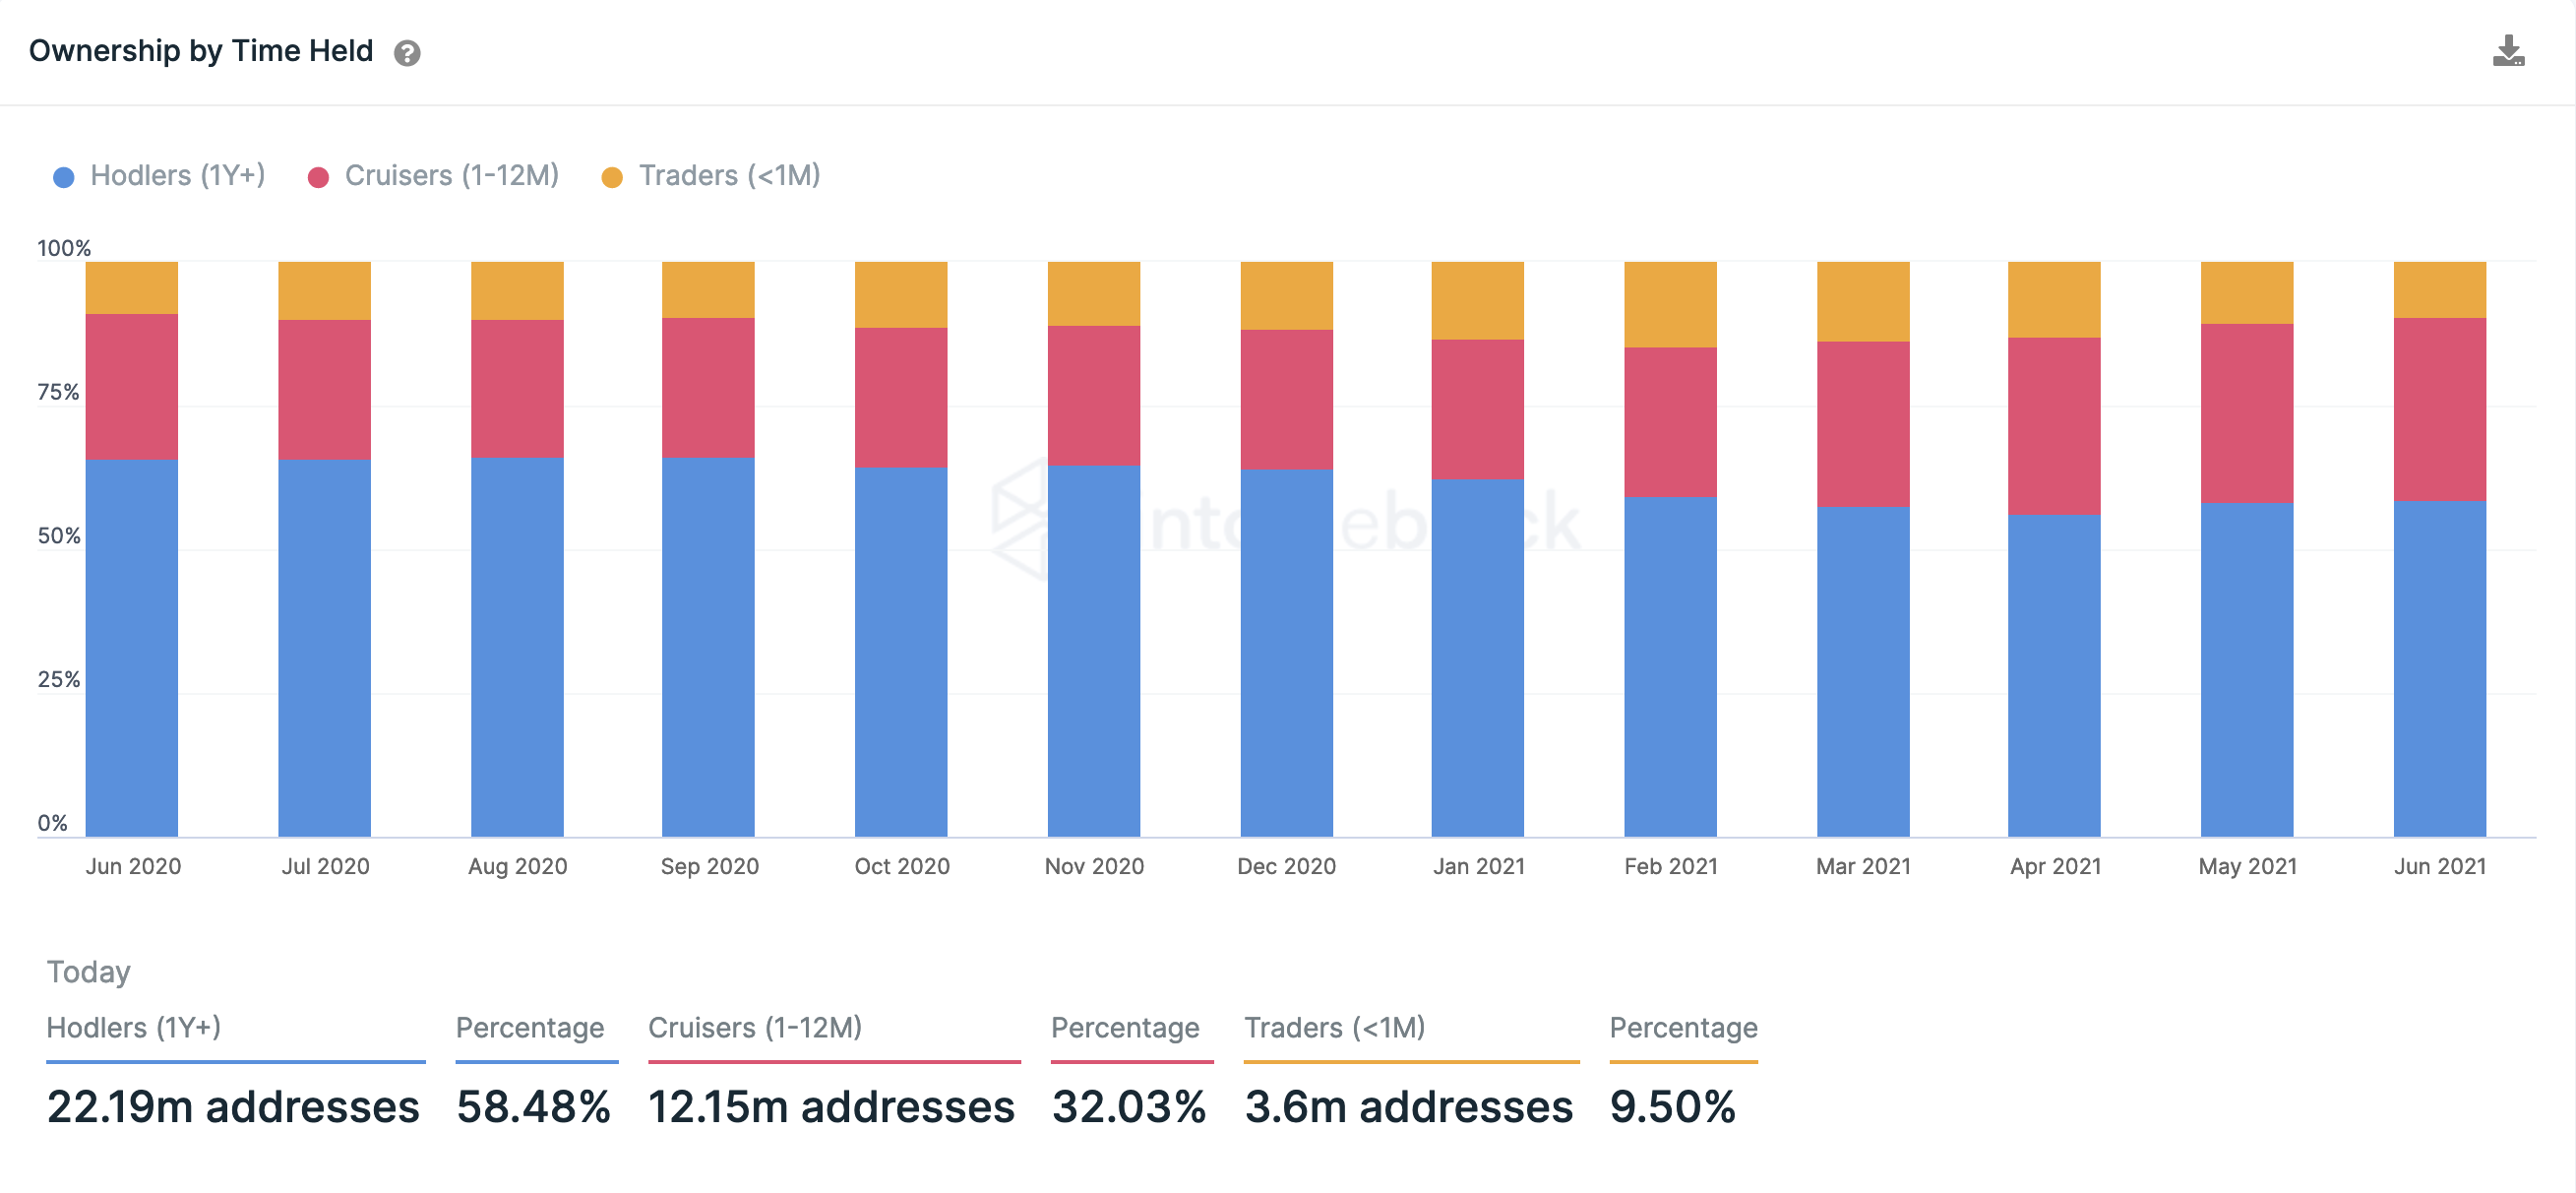 Ownership by Time Held ?
Hodlers (1Y+) Cruisers (1-12M) Traders (<1M)
100%
75%
50%
25%
0%
Jun 2020 Jul 2020 Aug 2020 Sep 2020 Oct 2020 Nov 2020 Dec 2020 Jan 2021 Feb 2021 Mar 2021 Apr 2021 May 2021 Jun 2021
Today
Hodlers (1Y+) Percentage Cruisers (1-12M) Percentage Traders (<1M) Percentage
22.19m addresses 58.48% 12.15m addresses 32.03% 3.6m addresses 9.50%